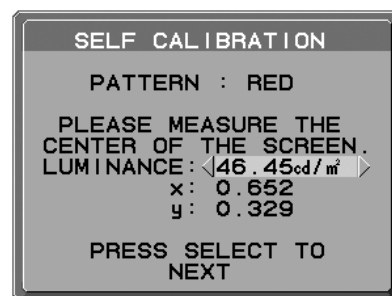 SELF CALIBRATION
PATTERN : RED
PLEASE MEASURE THE
CENTER OF THE SCREEN.
LUMINANCE: 46.45cd/㎡
x: 0.652
y: 0.329
PRESS SELECT TO
NEXT